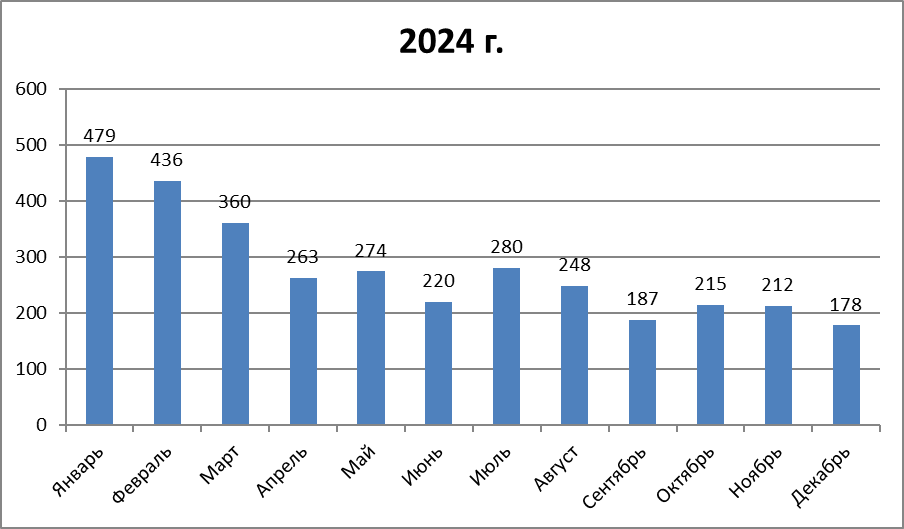 2024 г.
600
500
400
300
200
100
0
479
436
360
263
274
220
280
248
187
215
212
178
Январь
Февраль
Март
Апрель
Май
Июнь
Июль
Август
Сентябрь
Октябрь
Ноябрь
Декабрь